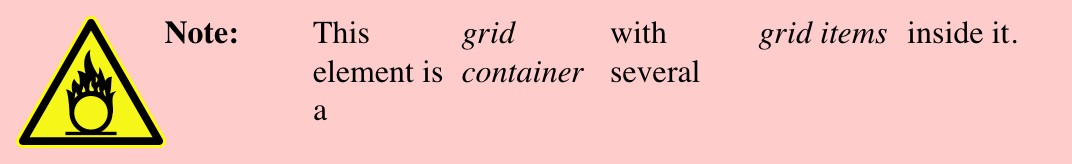 Note: This grid with grid items inside it.
element is container several
a